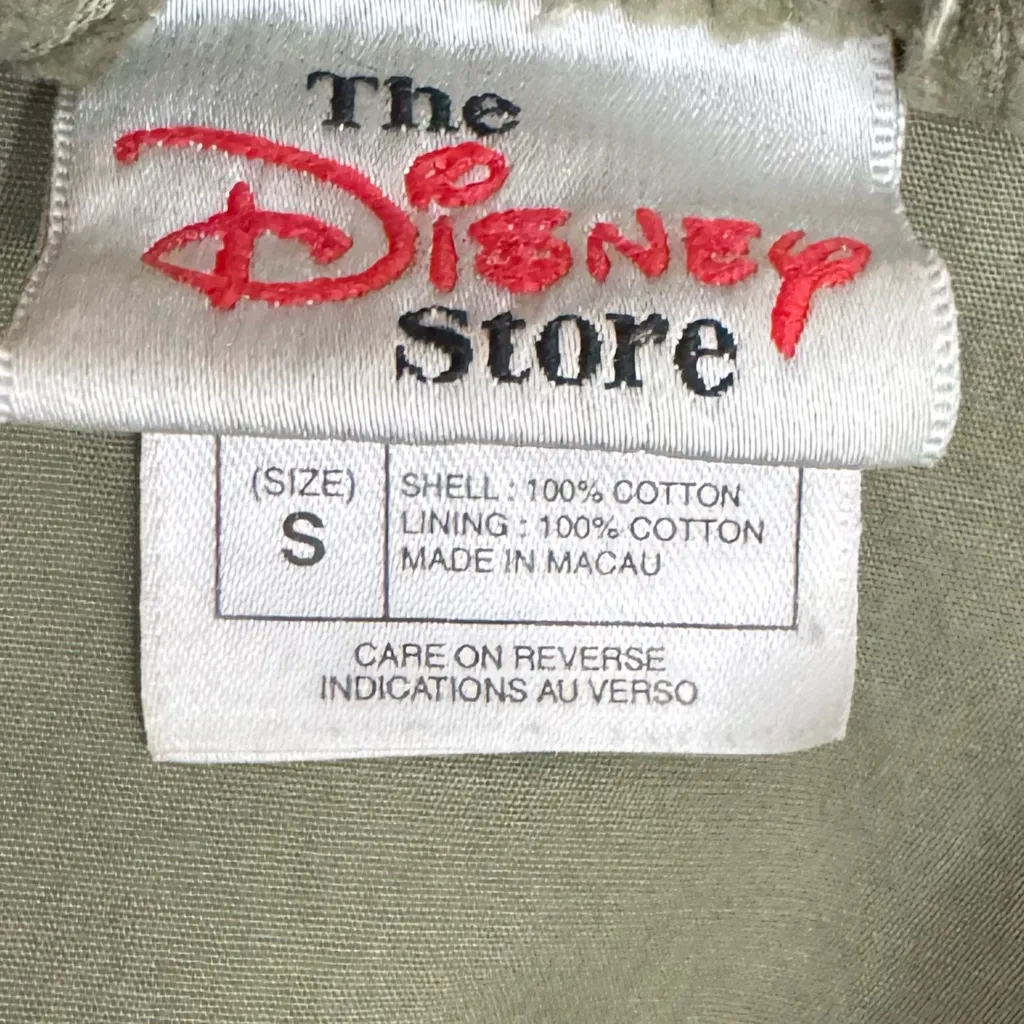 The
Disney
Store
(SIZE)
S
SHELL : 100% COTTON
LINING : 100% COTTON
MADE IN MACAU
CARE ON REVERSE
INDICATIONS AU VERSO